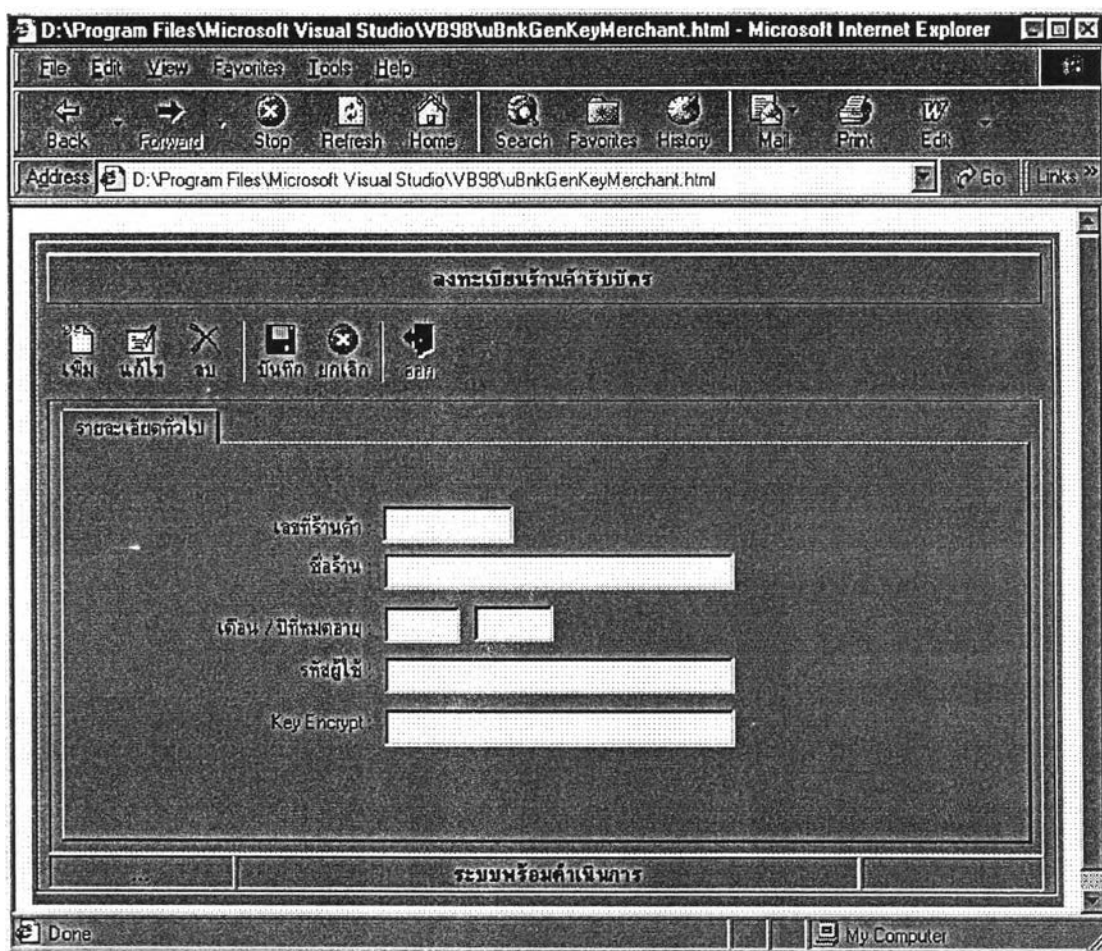 D:\Program Files\Microsoft Visual Studio\VB98\uBnkGenKeyMerchant.html - Microsoft Internet Explorer
File Edit View Favorites Tools Help
Back Forward Stop Refresh Home Search Favorites History Mail Print Edit
Address D:\Program Files\Microsoft Visual Studio\VB98\uBnkGenKeyMerchant.html Go Links »
ลงทะเบียนร้านค้ารับบัตร
เพิ่ม แก้ไข ลบ บันทึก ยกเลิก ออก
รายละเอียดทั่วไป
เลขที่ร้านค้า :
ชื่อร้าน :
เดือน / ปีที่หมดอายุ :
รหัสผู้ใช้ :
Key Encrypt :
... ระบบพร้อมดำเนินการ
Done My Computer